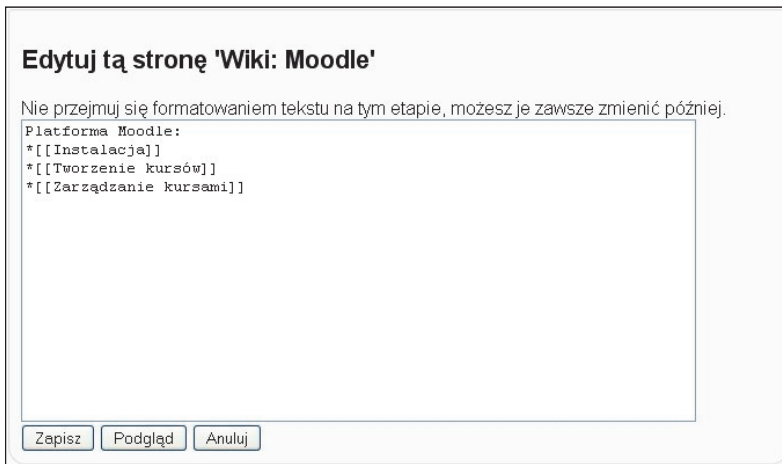 Edytuj tą stronę 'Wiki: Moodle'
Nie przejmuj się formatowaniem tekstu na tym etapie, możesz je zawsze zmienić później.
Platforma Moodle:
*[[Instalacja]]
*[[Tworzenie kursów]]
*[[Zarządzanie kursami]]
Zapisz Podgląd Anuluj